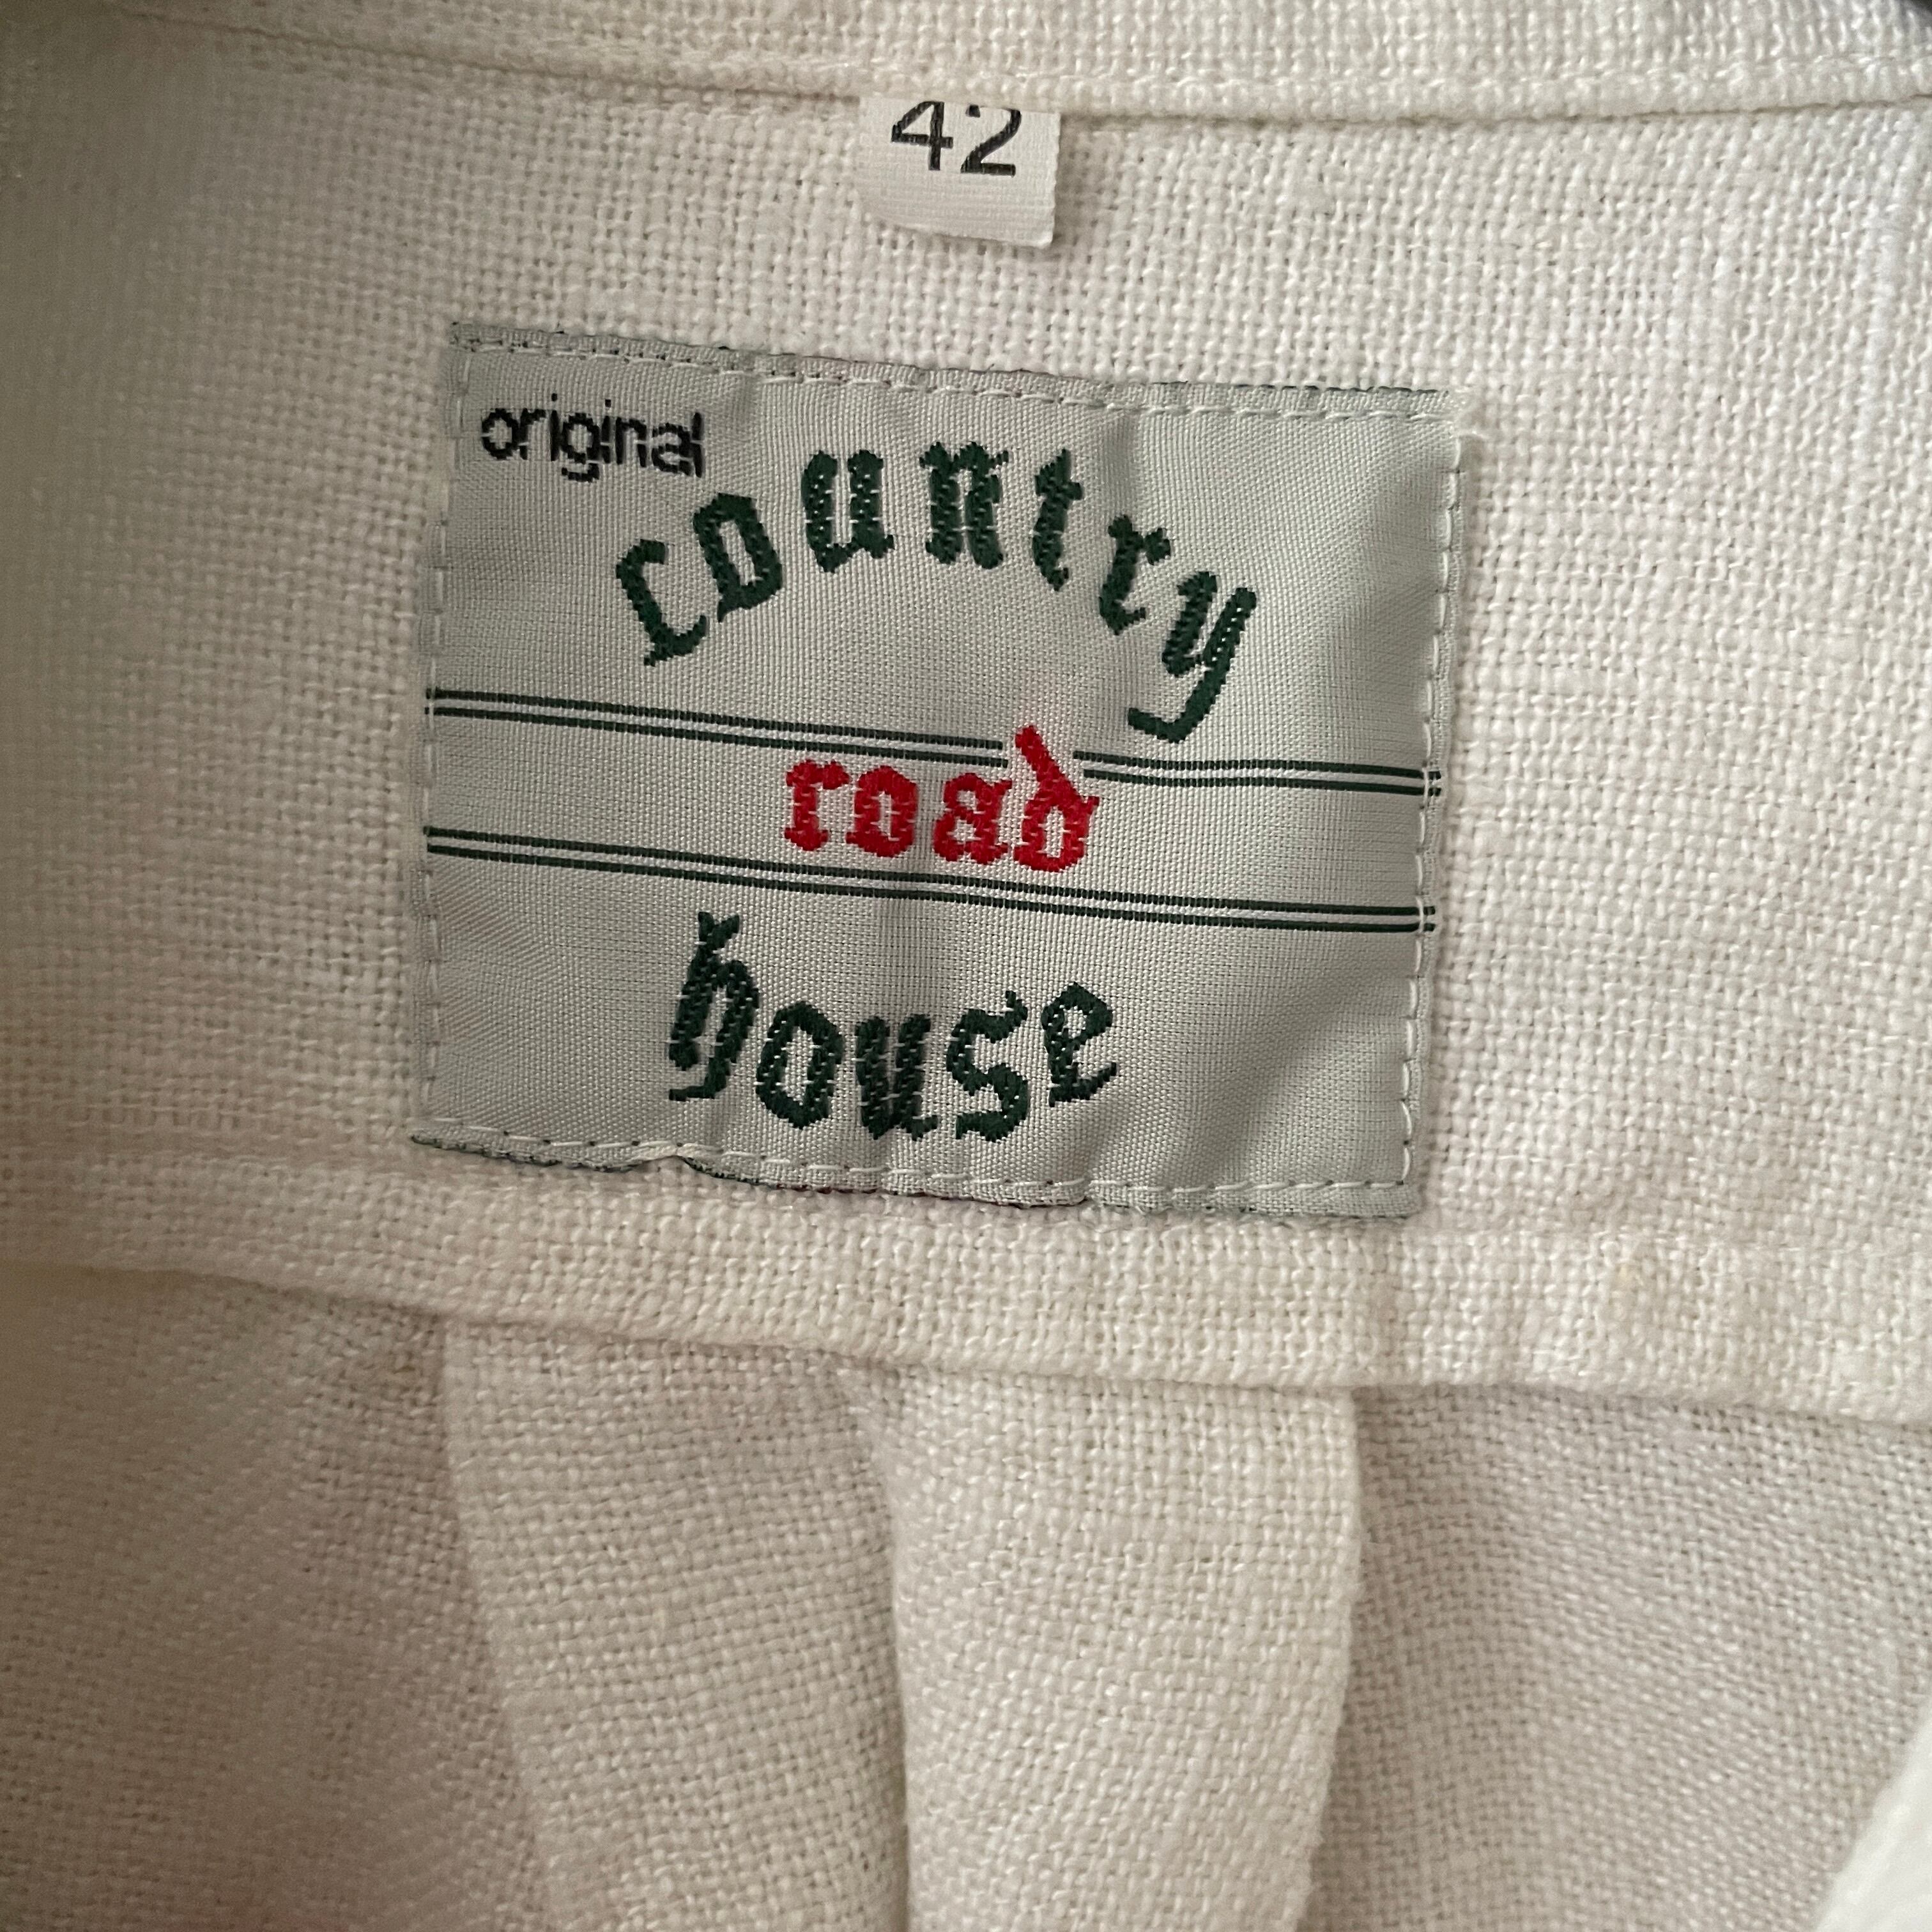 42
original
country
road
house